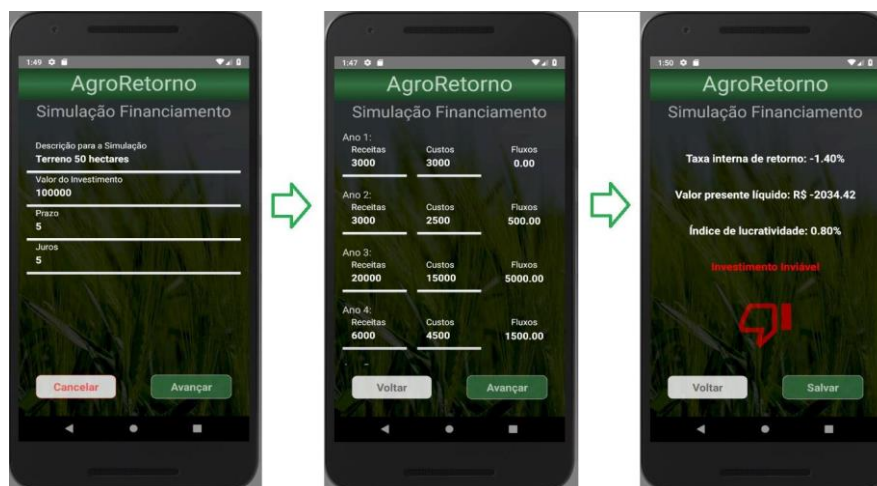 1:49
AgroRetorno
Simulação Financiamento
Descrição para a Simulação
Terreno 50 hectares
Valor do Investimento
100000
Prazo
5
Juros
5
Cancelar Avançar
1:47
AgroRetorno
Simulação Financiamento
Ano 1:
Receitas Custos Fluxos
3000 3000 0.00
Ano 2:
Receitas Custos Fluxos
3000 2500 500.00
Ano 3:
Receitas Custos Fluxos
20000 15000 5000.00
Ano 4:
Receitas Custos Fluxos
6000 4500 1500.00
Voltar Avançar
1:50
AgroRetorno
Simulação Financiamento
Taxa interna de retorno: -1.40%
Valor presente líquido: R$ -2034.42
Índice de lucratividade: 0.80%
Investimento Inviável
Voltar Salvar